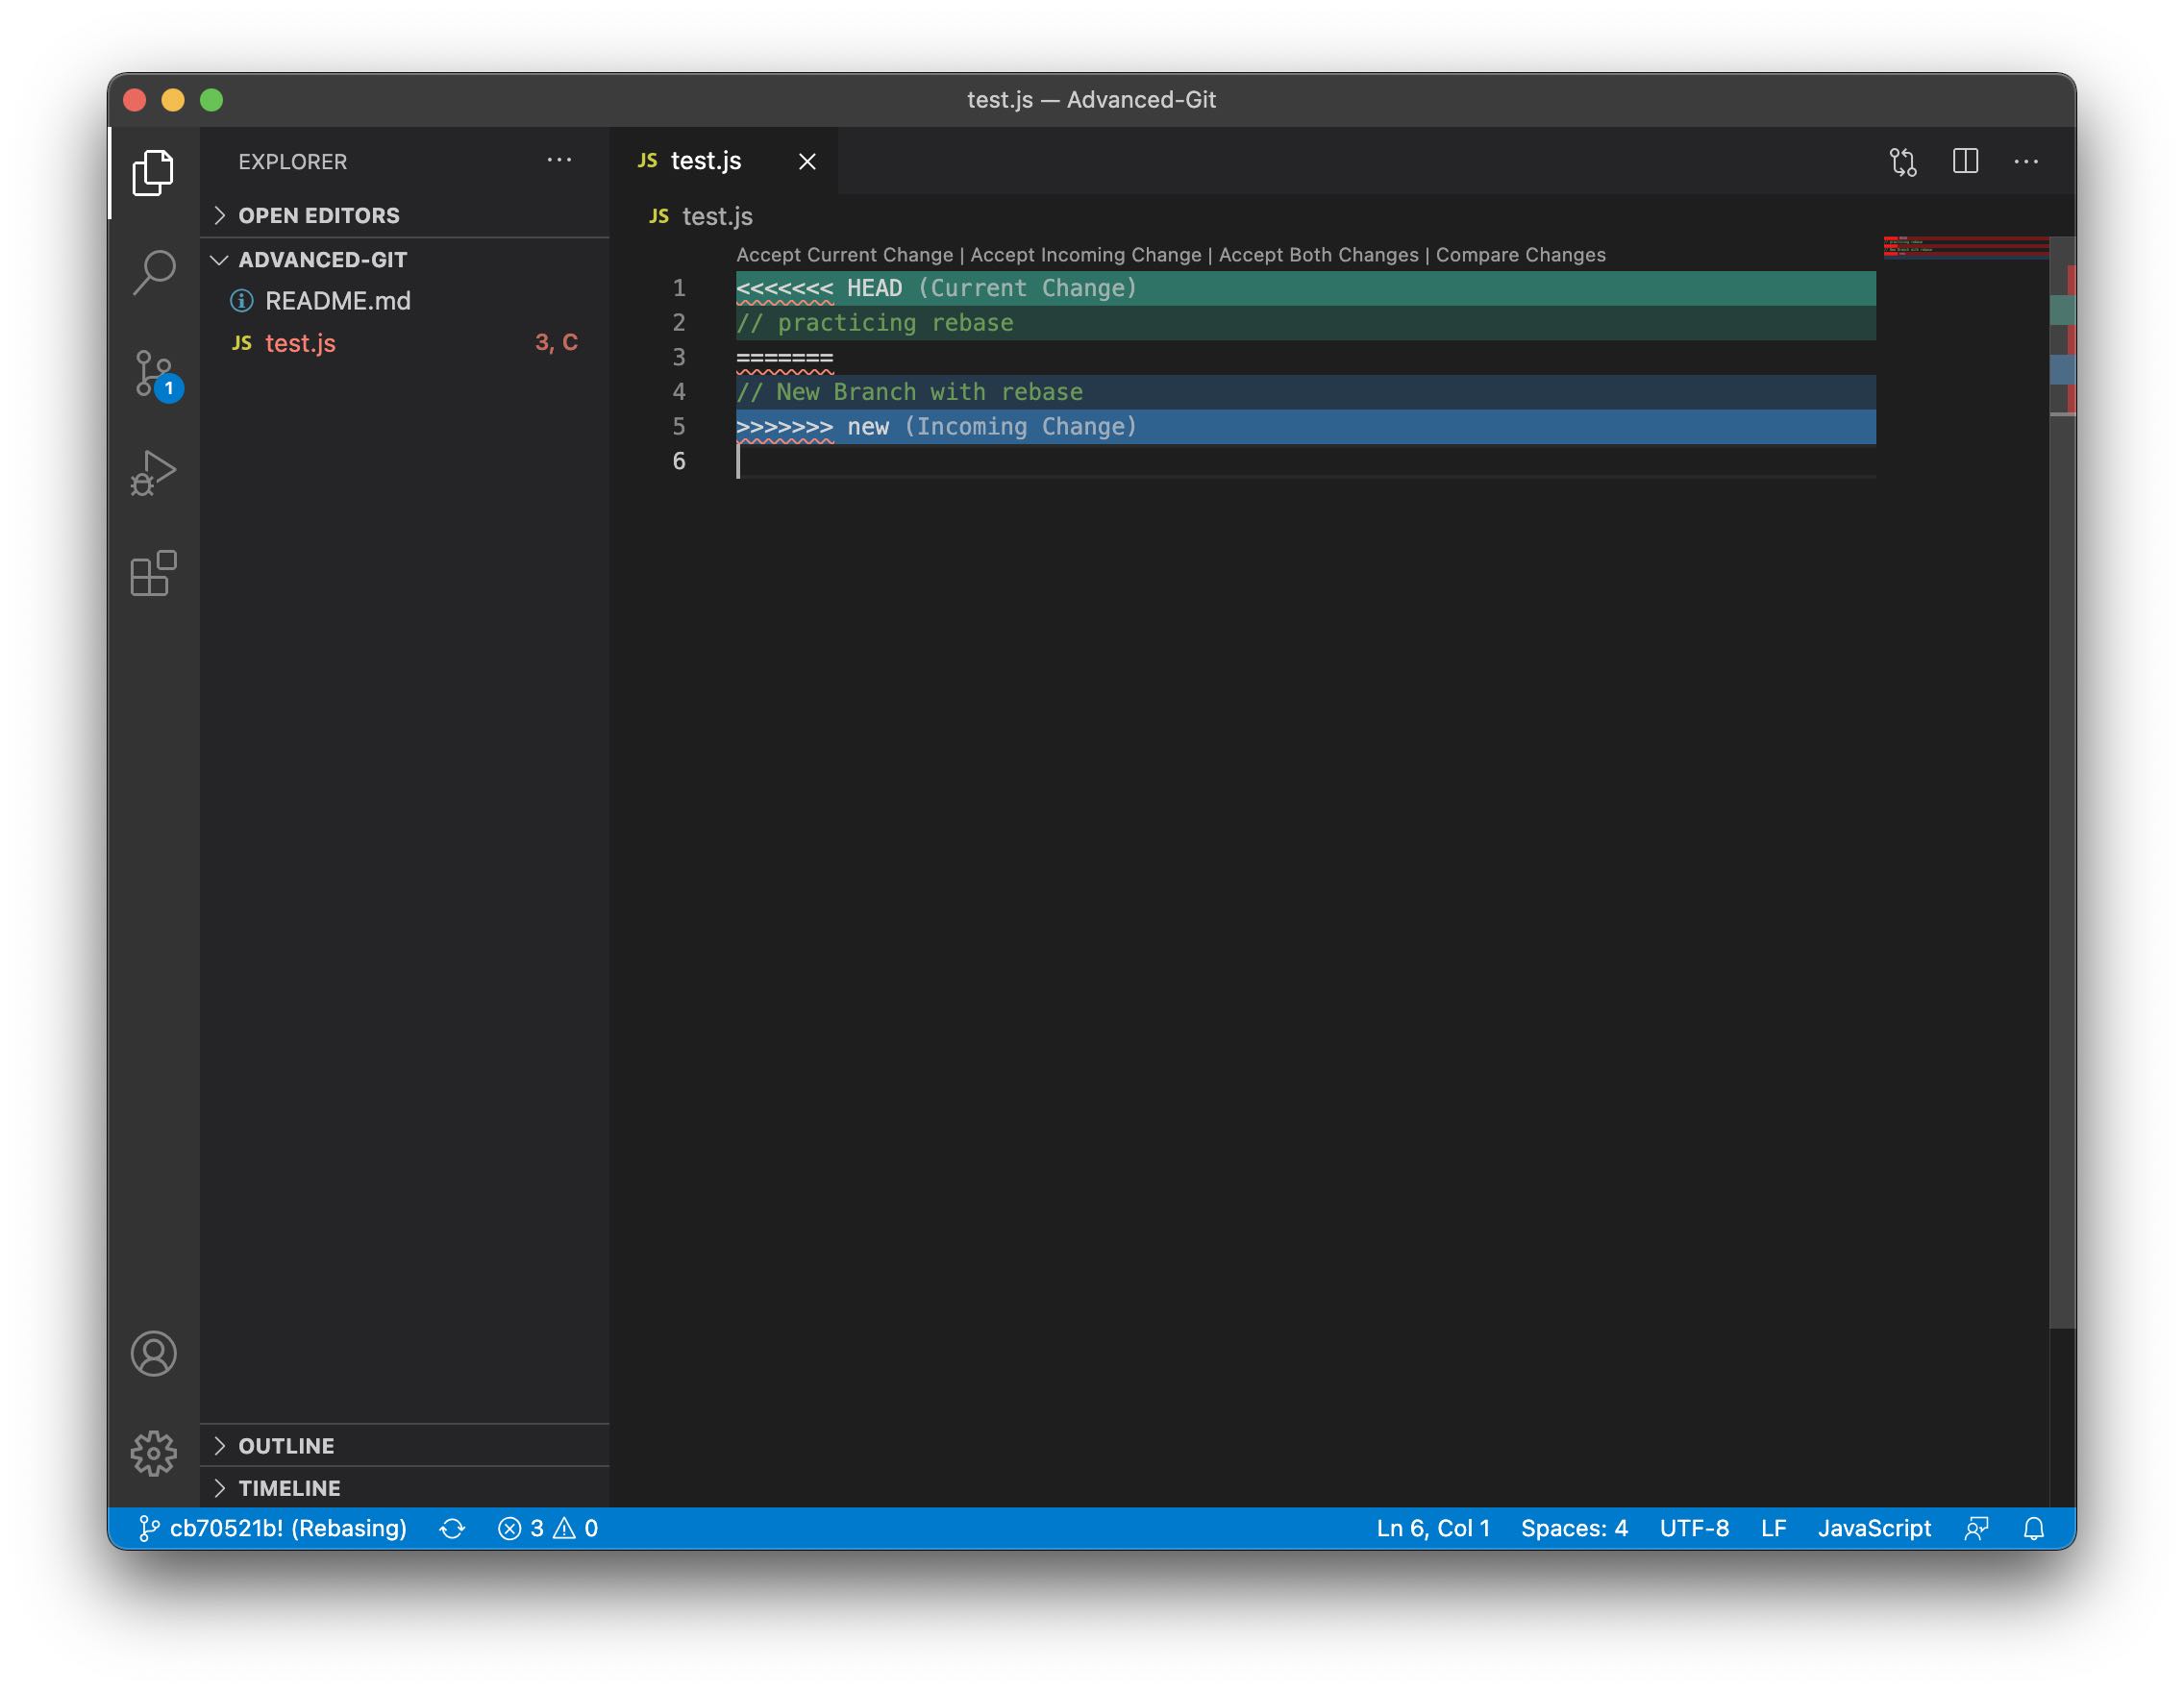 test.js — Advanced-Git
EXPLORER
OPEN EDITORS
ADVANCED-GIT
README.md
JS test.js 3, C
1
JS test.js
JS test.js
Accept Current Change | Accept Incoming Change | Accept Both Changes | Compare Changes
1 <<<<<<< HEAD (Current Change)
2 // practicing rebase
3 =======
4 // New Branch with rebase
5 >>>>>>> new (Incoming Change)
6
OUTLINE
TIMELINE
cb70521b! (Rebasing) 3 0 Ln 6, Col 1 Spaces: 4 UTF-8 LF JavaScript